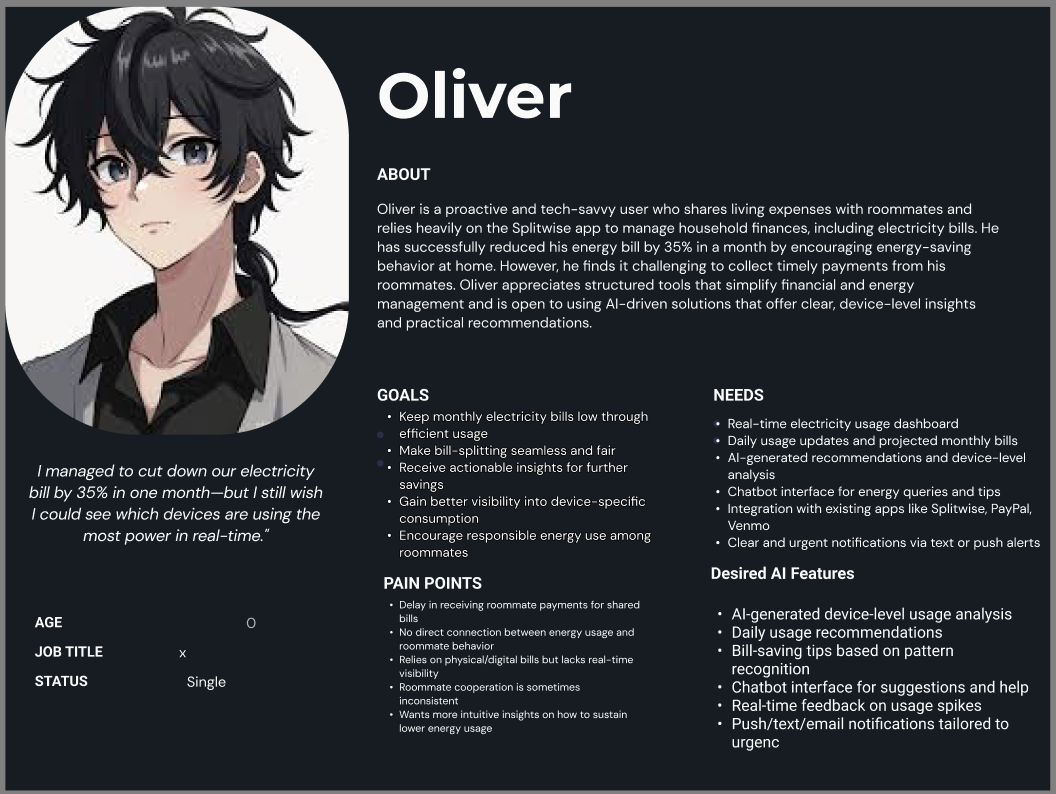 Oliver
ABOUT
Oliver is a proactive and tech-savvy user who shares living expenses with roommates and
relies heavily on the Splitwise app to manage household finances, including electricity bills. He
has successfully reduced his energy bill by 35% in a month by encouraging energy-saving
behavior at home. However, he finds it challenging to collect timely payments from his
roommates. Oliver appreciates structured tools that simplify financial and energy
management and is open to using AI-driven solutions that offer clear, device-level insights
and practical recommendations.
I managed to cut down our electricity
bill by 35% in one month—but I still wish
I could see which devices are using the
most power in real-time."
AGE 0
JOB TITLE x
STATUS Single
GOALS
• Keep monthly electricity bills low through
efficient usage
• Make bill-splitting seamless and fair
• Receive actionable insights for further
savings
• Gain better visibility into device-specific
consumption
• Encourage responsible energy use among
roommates
PAIN POINTS
• Delay in receiving roommate payments for shared
bills
• No direct connection between energy usage and
roommate behavior
• Relies on physical/digital bills but lacks real-time
visibility
• Roommate cooperation is sometimes
inconsistent
• Wants more intuitive insights on how to sustain
lower energy usage
NEEDS
• Real-time electricity usage dashboard
• Daily usage updates and projected monthly bills
• AI-generated recommendations and device-level
analysis
• Chatbot interface for energy queries and tips
• Integration with existing apps like Splitwise, PayPal,
Venmo
• Clear and urgent notifications via text or push alerts
Desired AI Features
• AI-generated device-level usage analysis
• Daily usage recommendations
• Bill-saving tips based on pattern
recognition
• Chatbot interface for suggestions and help
• Real-time feedback on usage spikes
• Push/text/email notifications tailored to
urgenc